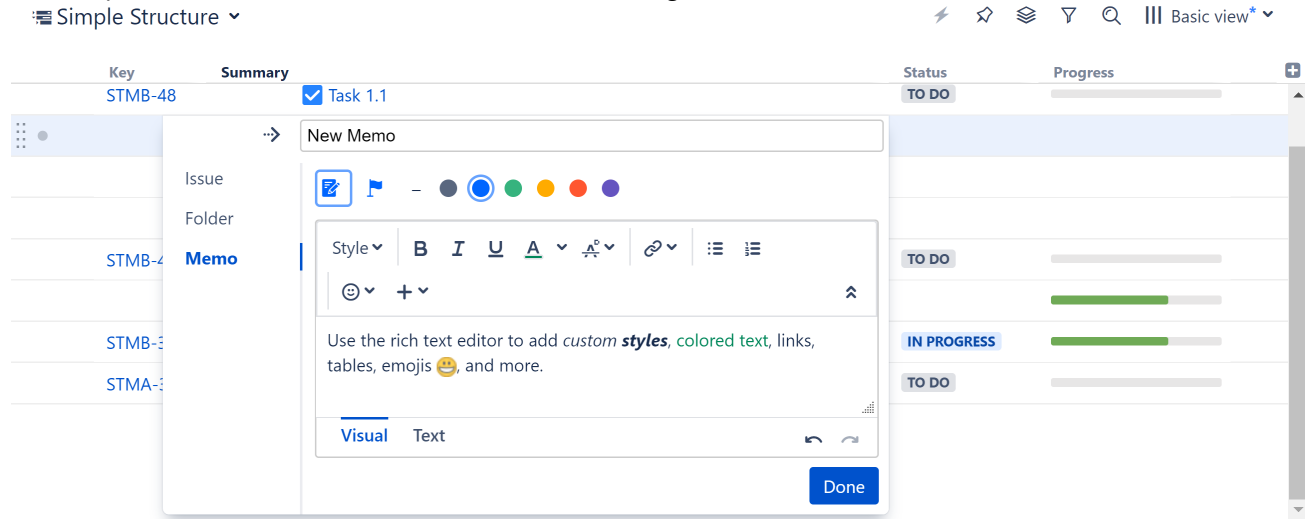 Simple Structure
Basic view*
Key Summary Status Progress
STMB-48 Task 1.1 TO DO
New Memo
Issue
Folder
Memo
Style B I U A
STMB-4 TO DO
Use the rich text editor to add custom styles, colored text, links,
tables, emojis 😀, and more.
STMB-3 IN PROGRESS
STMA-3 TO DO
Visual Text
Done